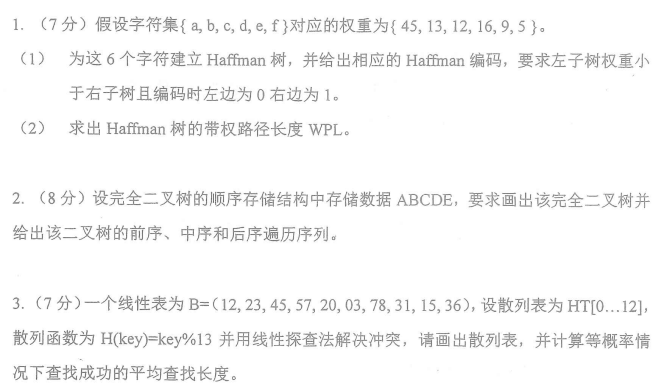 1. （7 分）假设字符集{ a, b, c, d, e, f }对应的权重为{ 45, 13, 12, 16, 9, 5 }。
（1） 为这 6 个字符建立 Haffman 树，并给出相应的 Haffman 编码，要求左子树权重小
于右子树且编码时左边为 0 右边为 1。
（2） 求出 Haffman 树的带权路径长度 WPL。
2. （8 分）设完全二叉树的顺序存储结构中存储数据 ABCDE，要求画出该完全二叉树并
给出该二叉树的前序、中序和后序遍历序列。
3.（7 分）一个线性表为 B=（12, 23, 45, 57, 20, 03, 78, 31, 15, 36），设散列表为 HT[0…12]，
散列函数为 H(key)=key%13 并用线性探查法解决冲突，请画出散列表，并计算等概率情
况下查找成功的平均查找长度。